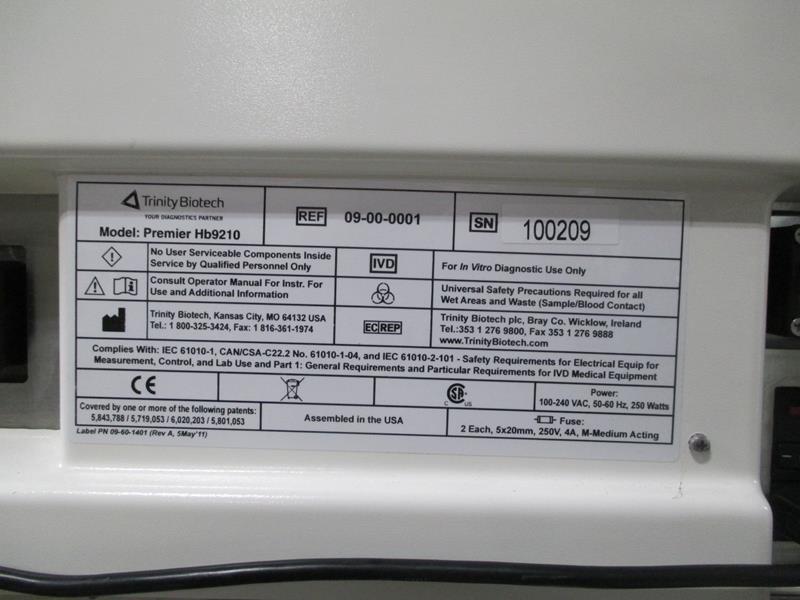 Trinity Biotech
YOUR DIAGNOSTICS PARTNER
Model: Premier Hb9210
REF 09-00-0001
SN 100209
No User Serviceable Components Inside
Service by Qualified Personnel Only
IVD
For In Vitro Diagnostic Use Only
Consult Operator Manual For Instr. For
Use and Additional Information
Universal Safety Precautions Required for all
Wet Areas and Waste (Sample/Blood Contact)
Trinity Biotech, Kansas City, MO 64132 USA
Tel.: 1 800-325-3424, Fax: 1 816-361-1974
EC REP
Trinity Biotech plc, Bray Co. Wicklow, Ireland
Tel.:353 1 276 9800, Fax 353 1 276 9888
www.TrinityBiotech.com
Complies With: IEC 61010-1, CAN/CSA-C22.2 No. 61010-1-04, and IEC 61010-2-101 - Safety Requirements for Electrical Equip for
Measurement, Control, and Lab Use and Part 1: General Requirements and Particular Requirements for IVD Medical Equipment
CE
C SA US
Power:
100-240 VAC, 50-60 Hz, 250 Watts
Covered by one or more of the following patents:
5,843,788 / 5,719,053 / 6,020,203 / 5,801,053
Assembled in the USA
Fuse:
2 Each, 5x20mm, 250V, 4A, M-Medium Acting
Label PN 09-60-1401 (Rev A, 5May'11)